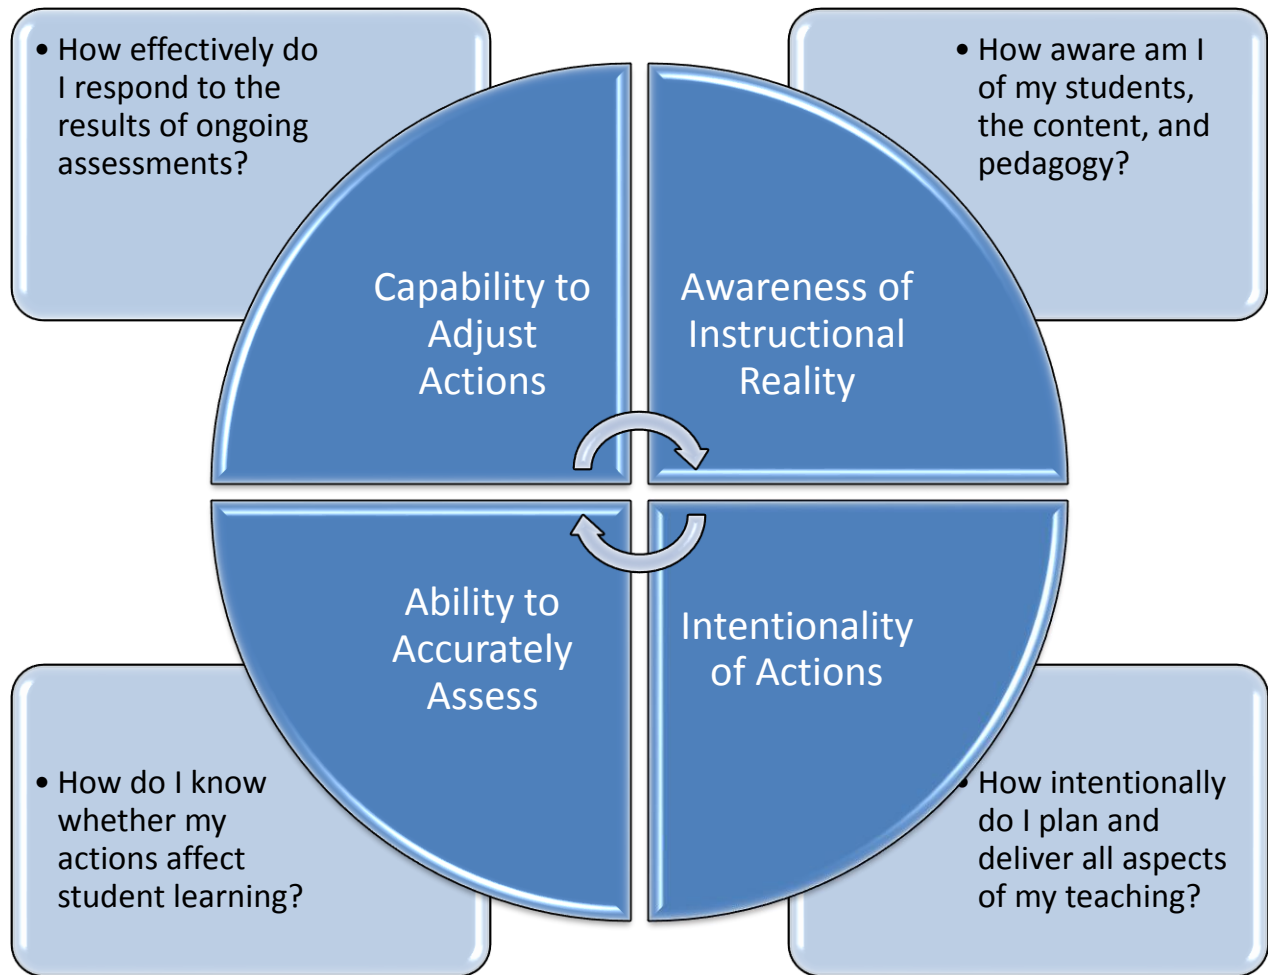 • How effectively do
I respond to the
results of ongoing
assessments?
• How aware am I
of my students,
the content, and
pedagogy?
Capability to
Adjust
Actions
Awareness of
Instructional
Reality
Ability to
Accurately
Assess
Intentionality
of Actions
• How do I know
whether my
actions affect
student learning?
• How intentionally
do I plan and
deliver all aspects
of my teaching?